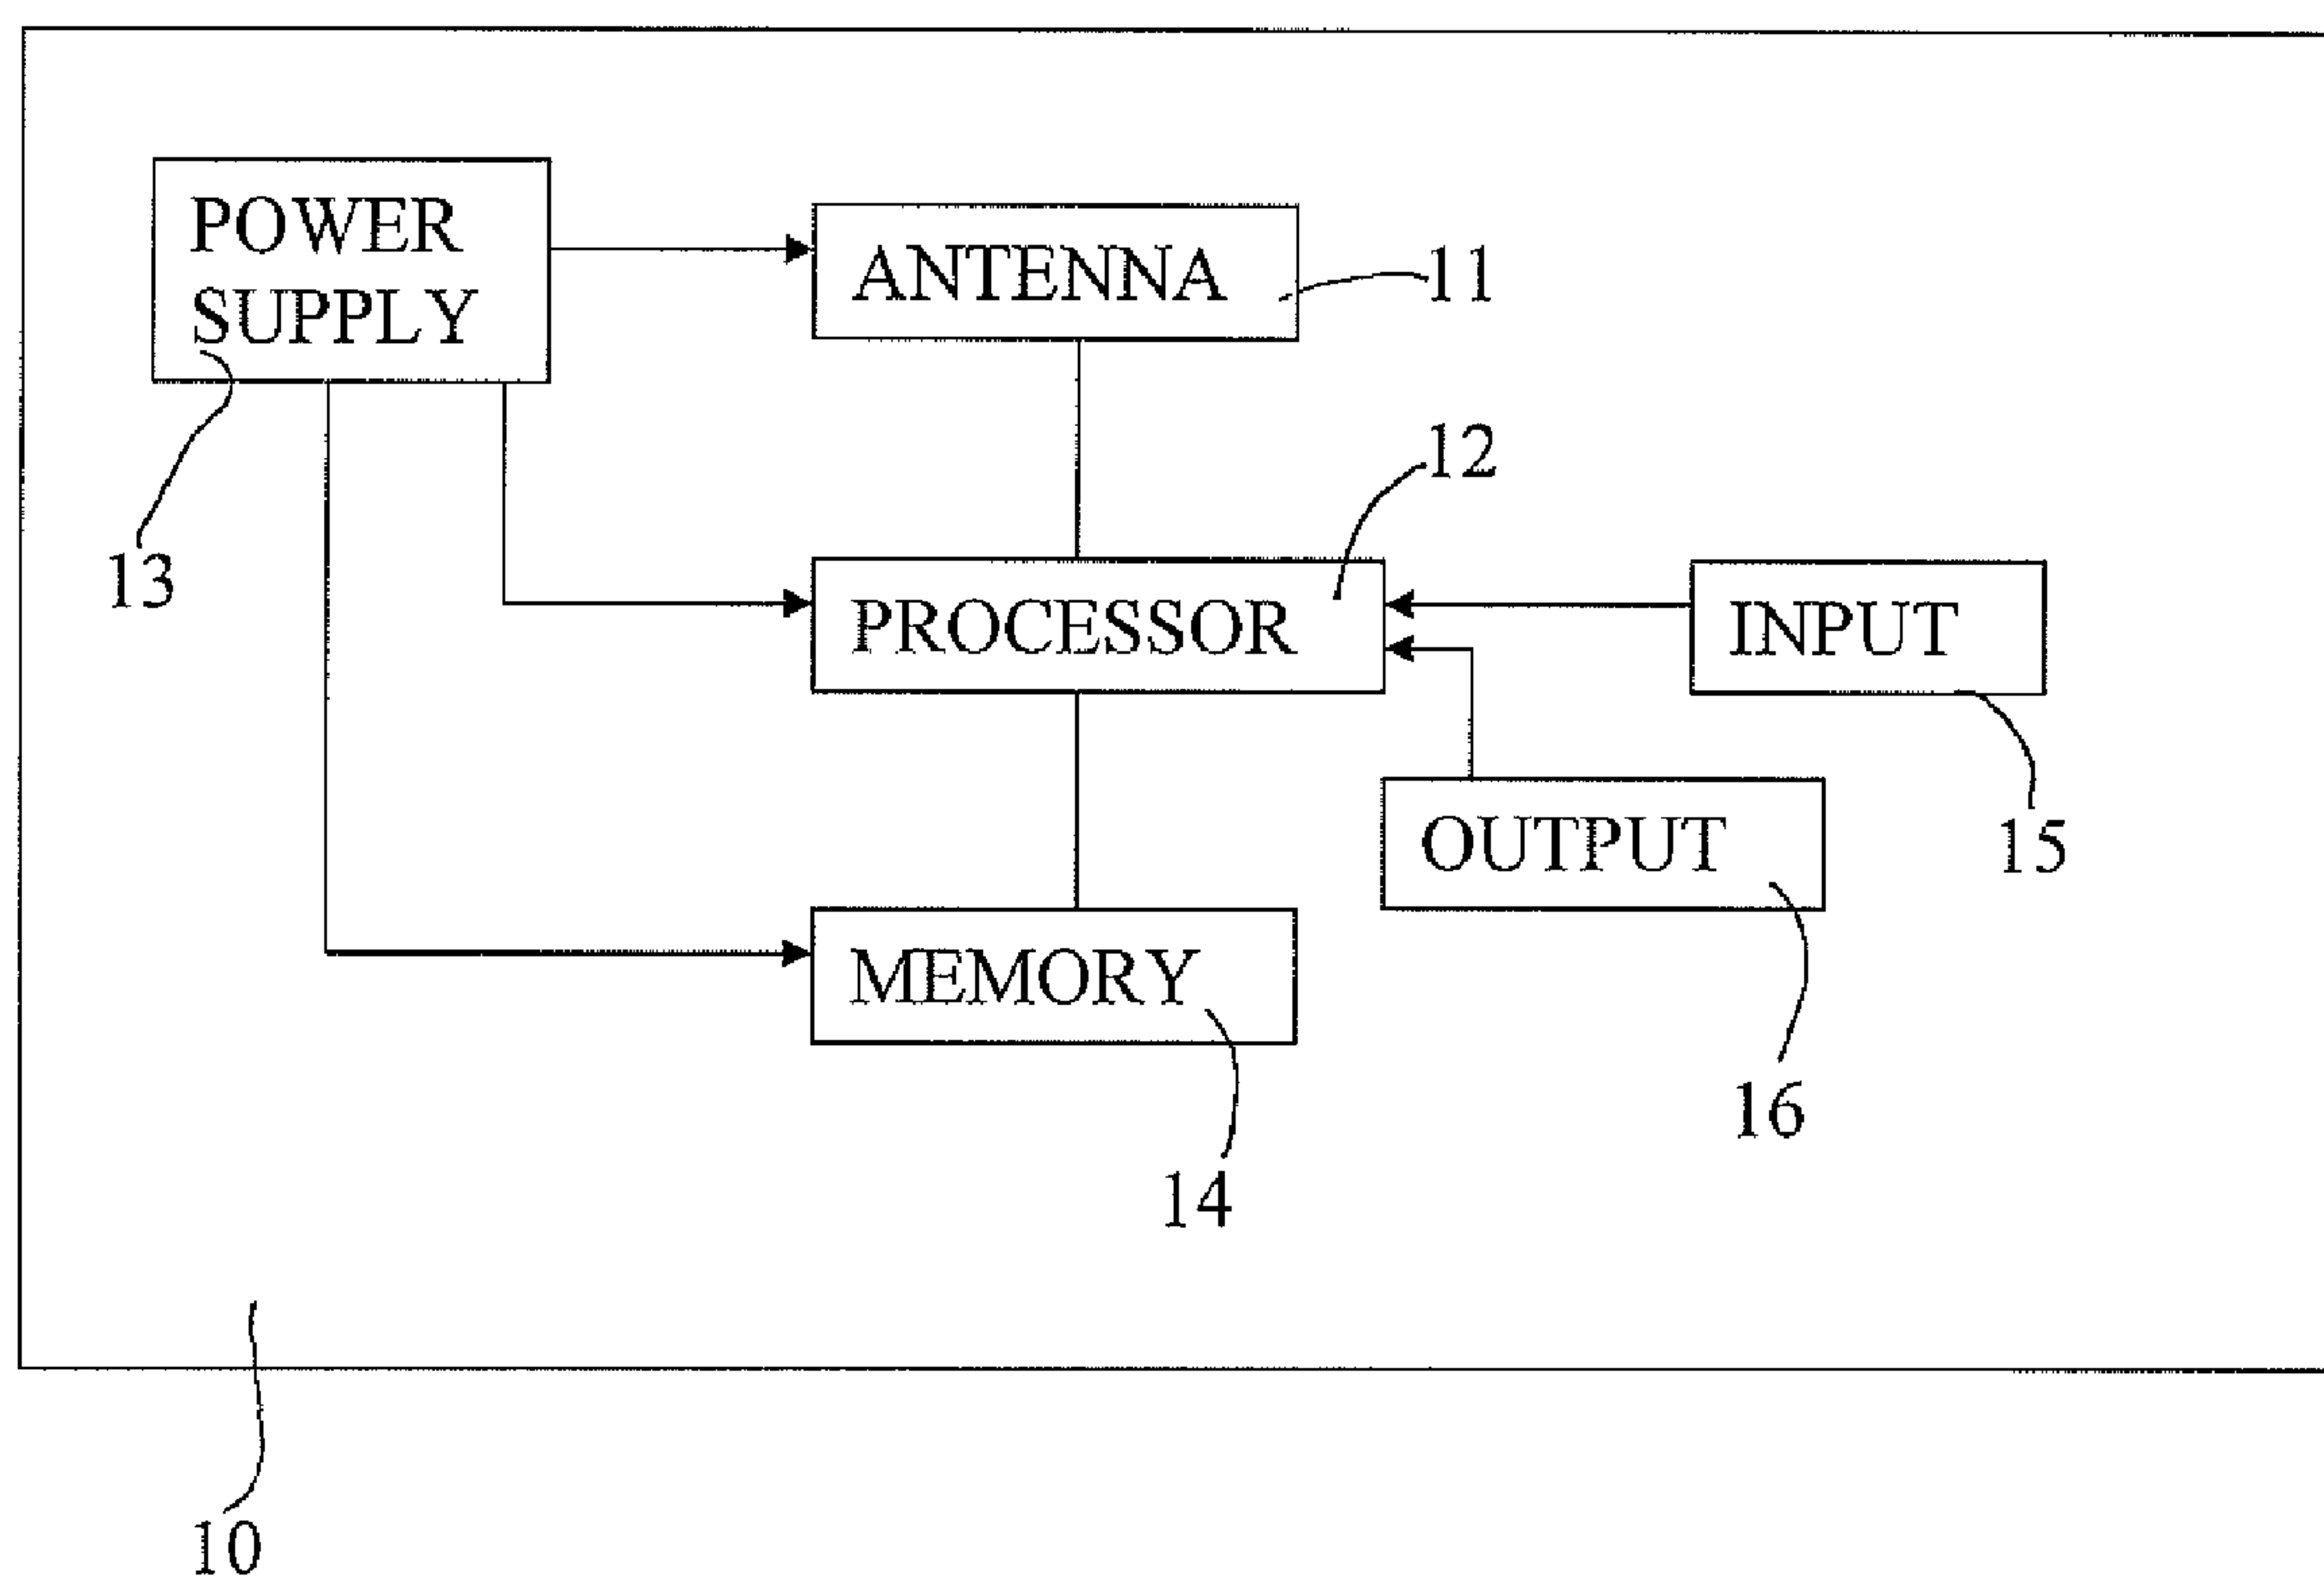 POWER
SUPPLY
ANTENNA
11
12
13
PROCESSOR
INPUT
OUTPUT
15
MEMORY
16
14
10